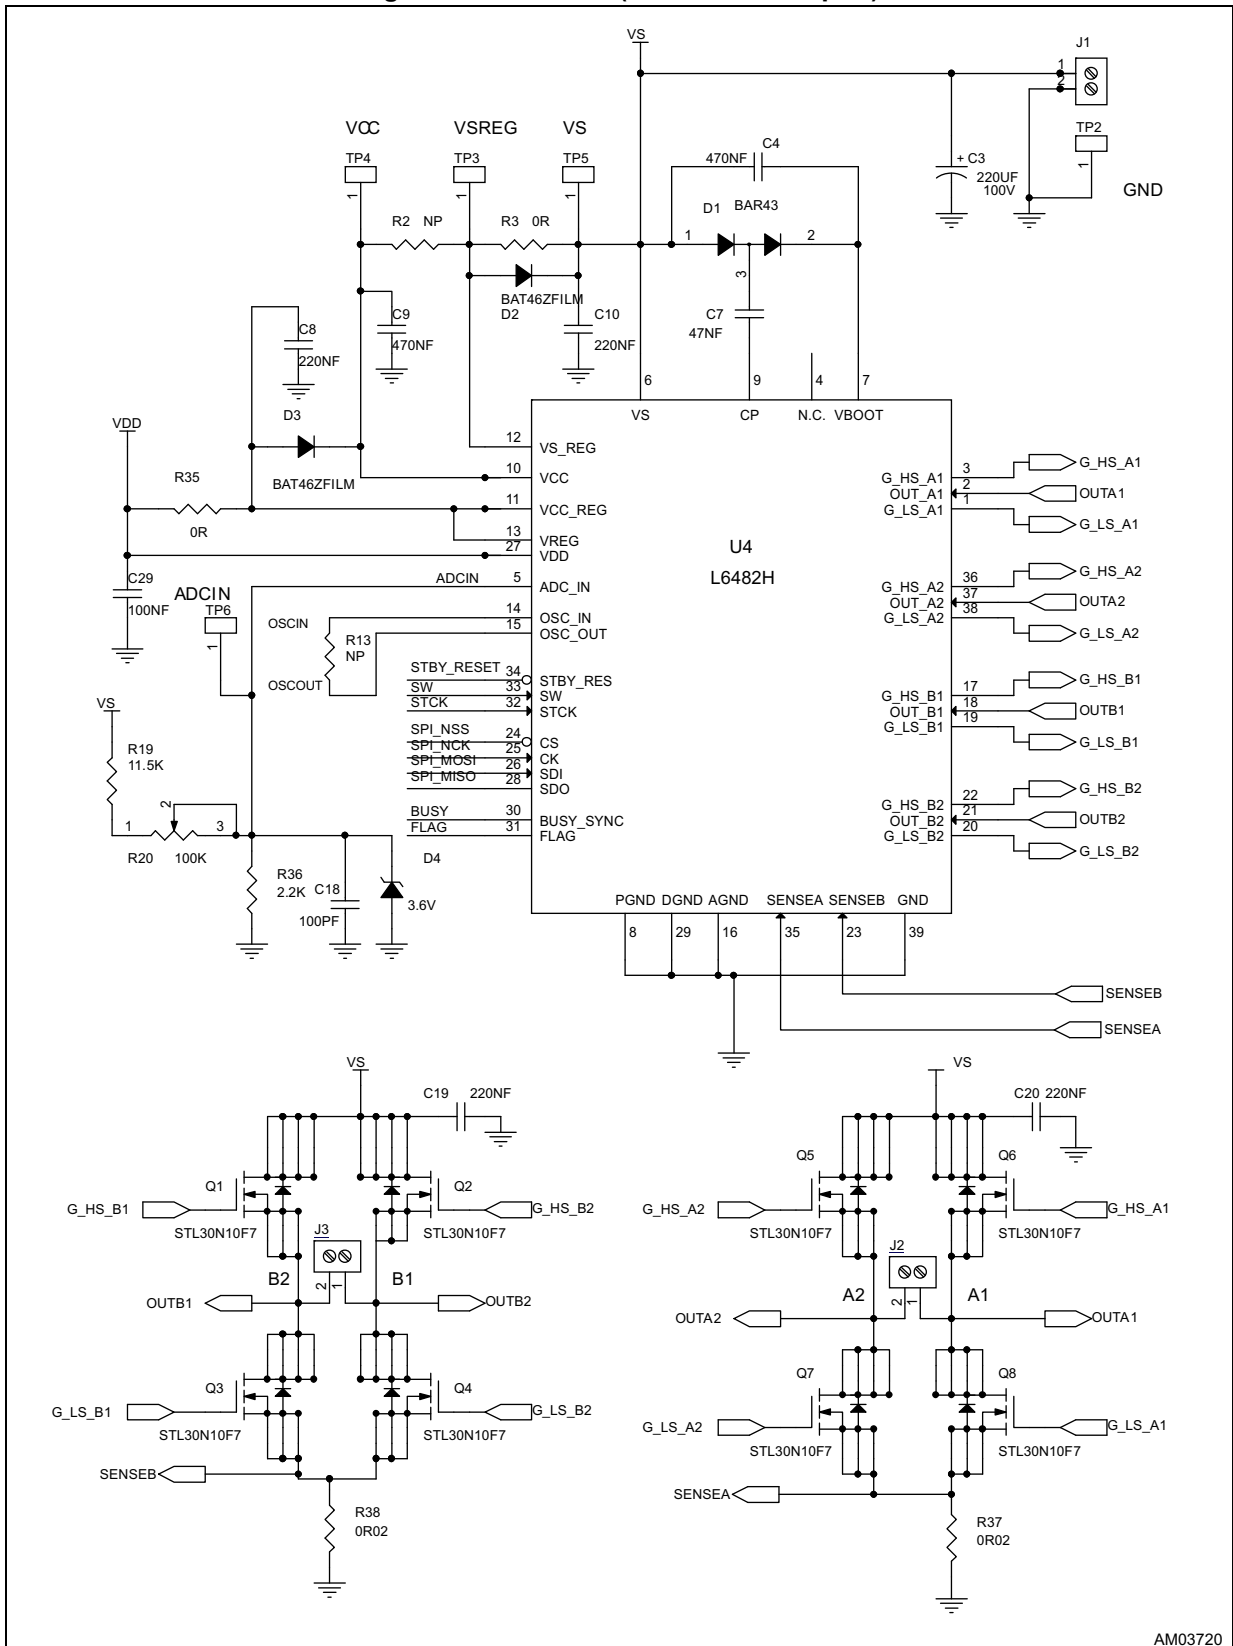 VS
J1
1
2
TP2
1
GND
C3
+
220UF
100V
VCC
VSREG
VS
TP4
TP3
TP5
1
1
1
C4
470NF
R2 NP
R3 0R
D1 BAR43
1
2
3
BAT46ZFILM
D2
C10
220NF
C7
47NF
C8
220NF
C9
470NF
6
9
4
7
VS
CP
N.C.
VBOOT
VDD
D3
BAT46ZFILM
R35
0R
12 VS_REG
10 VCC
11 VCC_REG
13 VREG
27 VDD
ADCIN 5 ADC_IN
OSCIN 14 OSC_IN
15 OSC_OUT
OSCOUT
R13
NP
C29
100NF
ADCIN
TP6
1
STBY_RESET 34 STBY_RES
SW 33 SW
STCK 32 STCK
SPI_NSS 24 CS
SPI_NCK 25 CK
SPI_MOSI 26 SDI
SPI_MISO 28 SDO
BUSY 30 BUSY_SYNC
FLAG 31 FLAG
U4
L6482H
G_HS_A1 3 G_HS_A1
OUT_A1 2 OUTA1
G_LS_A1 1 G_LS_A1
G_HS_A2 36 G_HS_A2
OUT_A2 37 OUTA2
G_LS_A2 38 G_LS_A2
G_HS_B1 17 G_HS_B1
OUT_B1 18 OUTB1
G_LS_B1 19 G_LS_B1
G_HS_B2 22 G_HS_B2
OUT_B2 21 OUTB2
G_LS_B2 20 G_LS_B2
VS
R19
11.5K
1
2
3
R20 100K
R36
2.2K
C18
100PF
D4
3.6V
PGND DGND AGND SENSEA SENSEB GND
8 29 16 35 23 39
SENSEB
SENSEA
VS
C19 220NF
Q1
Q2
G_HS_B1
G_HS_B2
STL30N10F7
STL30N10F7
J3
B2
2
1
B1
OUTB1
OUTB2
Q3
Q4
G_LS_B1
G_LS_B2
STL30N10F7
STL30N10F7
SENSEB
R38
0R02
VS
C20 220NF
Q5
Q6
G_HS_A2
G_HS_A1
STL30N10F7
STL30N10F7
J2
A2
2
1
A1
OUTA2
OUTA1
Q7
Q8
G_LS_A2
G_LS_A1
STL30N10F7
STL30N10F7
SENSEA
R37
0R02
AM03720